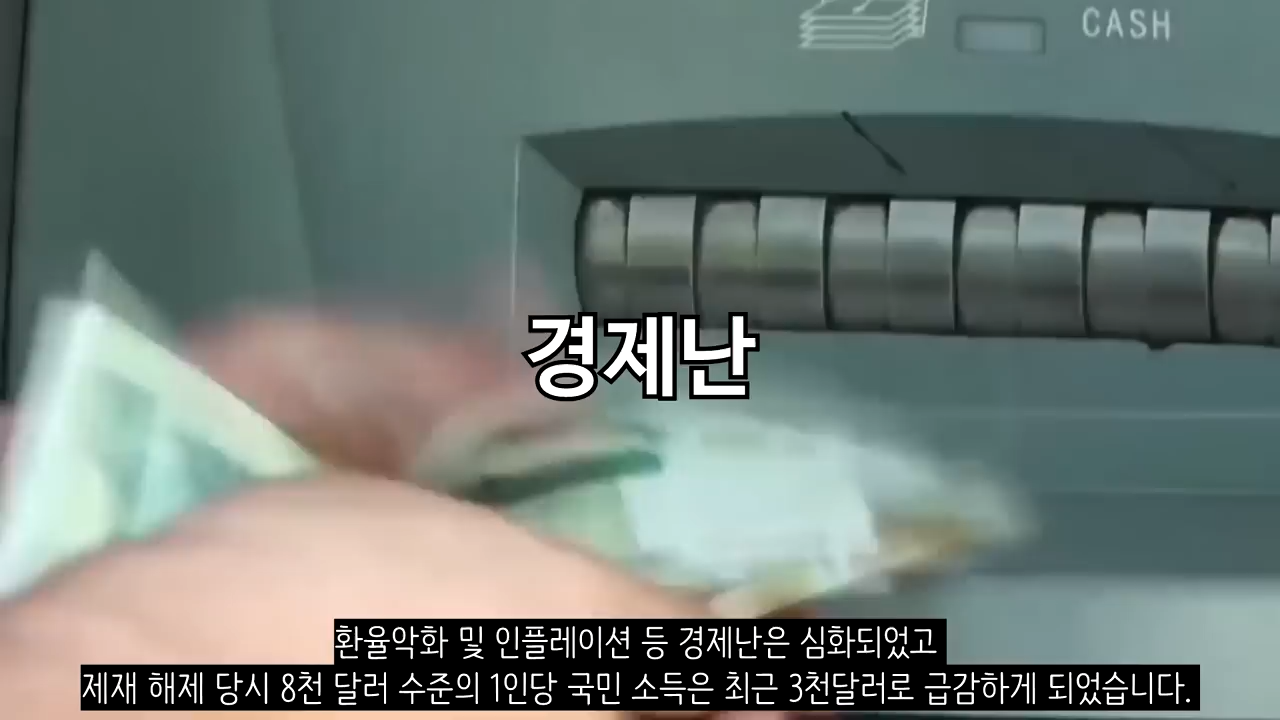 CASH
경제난
환율악화 및 인플레이션 등 경제난은 심화되었고
제재 해제 당시 8천 달러 수준의 1인당 국민 소득은 최근 3천달러로 급감하게 되었습니다.